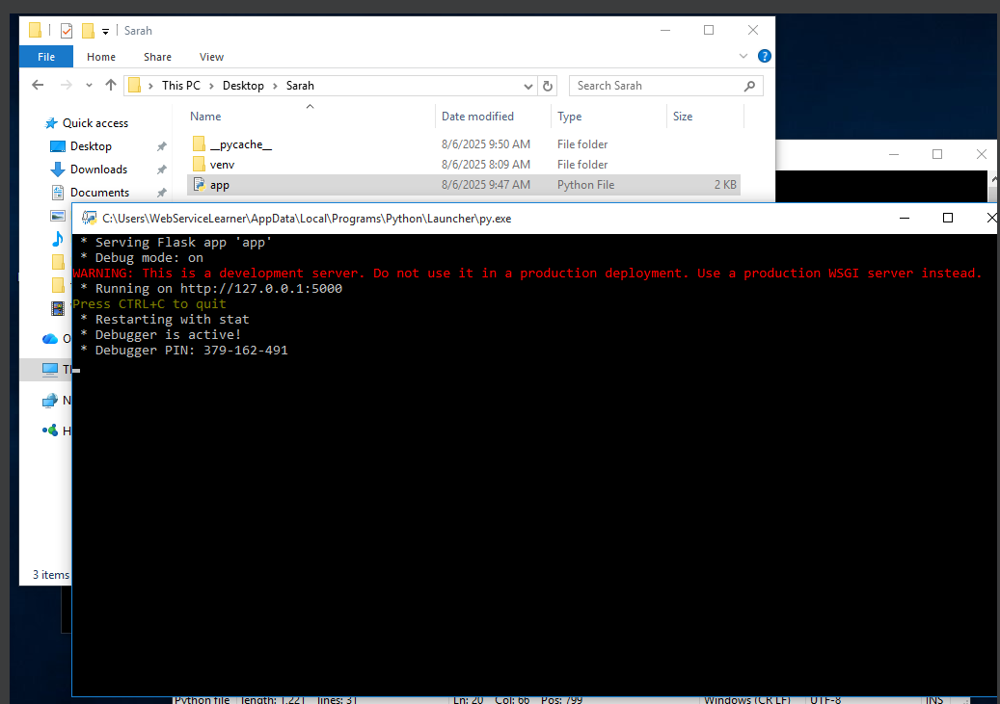 Sarah
File Home Share View
This PC Desktop Sarah
Search Sarah
Name Date modified Type Size
Quick access
Desktop
Downloads
Documents
__pycache__ 8/6/2025 9:50 AM File folder
venv 8/6/2025 8:09 AM File folder
app 8/6/2025 9:47 AM Python File 2 KB
3 items
C:\Users\WebServiceLearner\AppData\Local\Programs\Python\Launcher\py.exe
* Serving Flask app 'app'
* Debug mode: on
WARNING: This is a development server. Do not use it in a production deployment. Use a production WSGI server instead.
* Running on http://127.0.0.1:5000
Press CTRL+C to quit
* Restarting with stat
* Debugger is active!
* Debugger PIN: 379-162-491
Python file length: 1,221 lines: 31 Ln: 20 Col: 66 Pos: 799 Windows (CR LF) UTF-8 INS